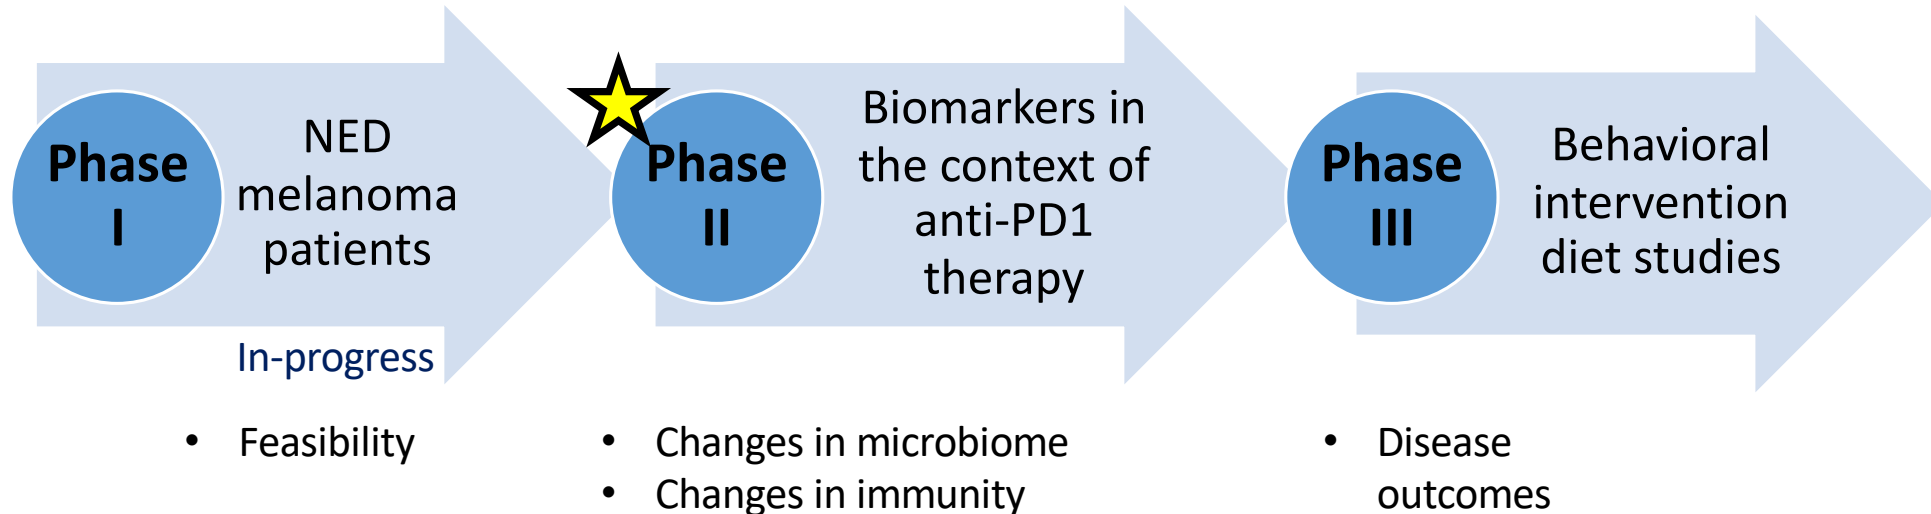 Phase
I
NED
melanoma
patients
In-progress
• Feasibility
Phase
II
Biomarkers in
the context of
anti-PD1
therapy
• Changes in microbiome
• Changes in immunity
Phase
III
Behavioral
intervention
diet studies
• Disease
outcomes